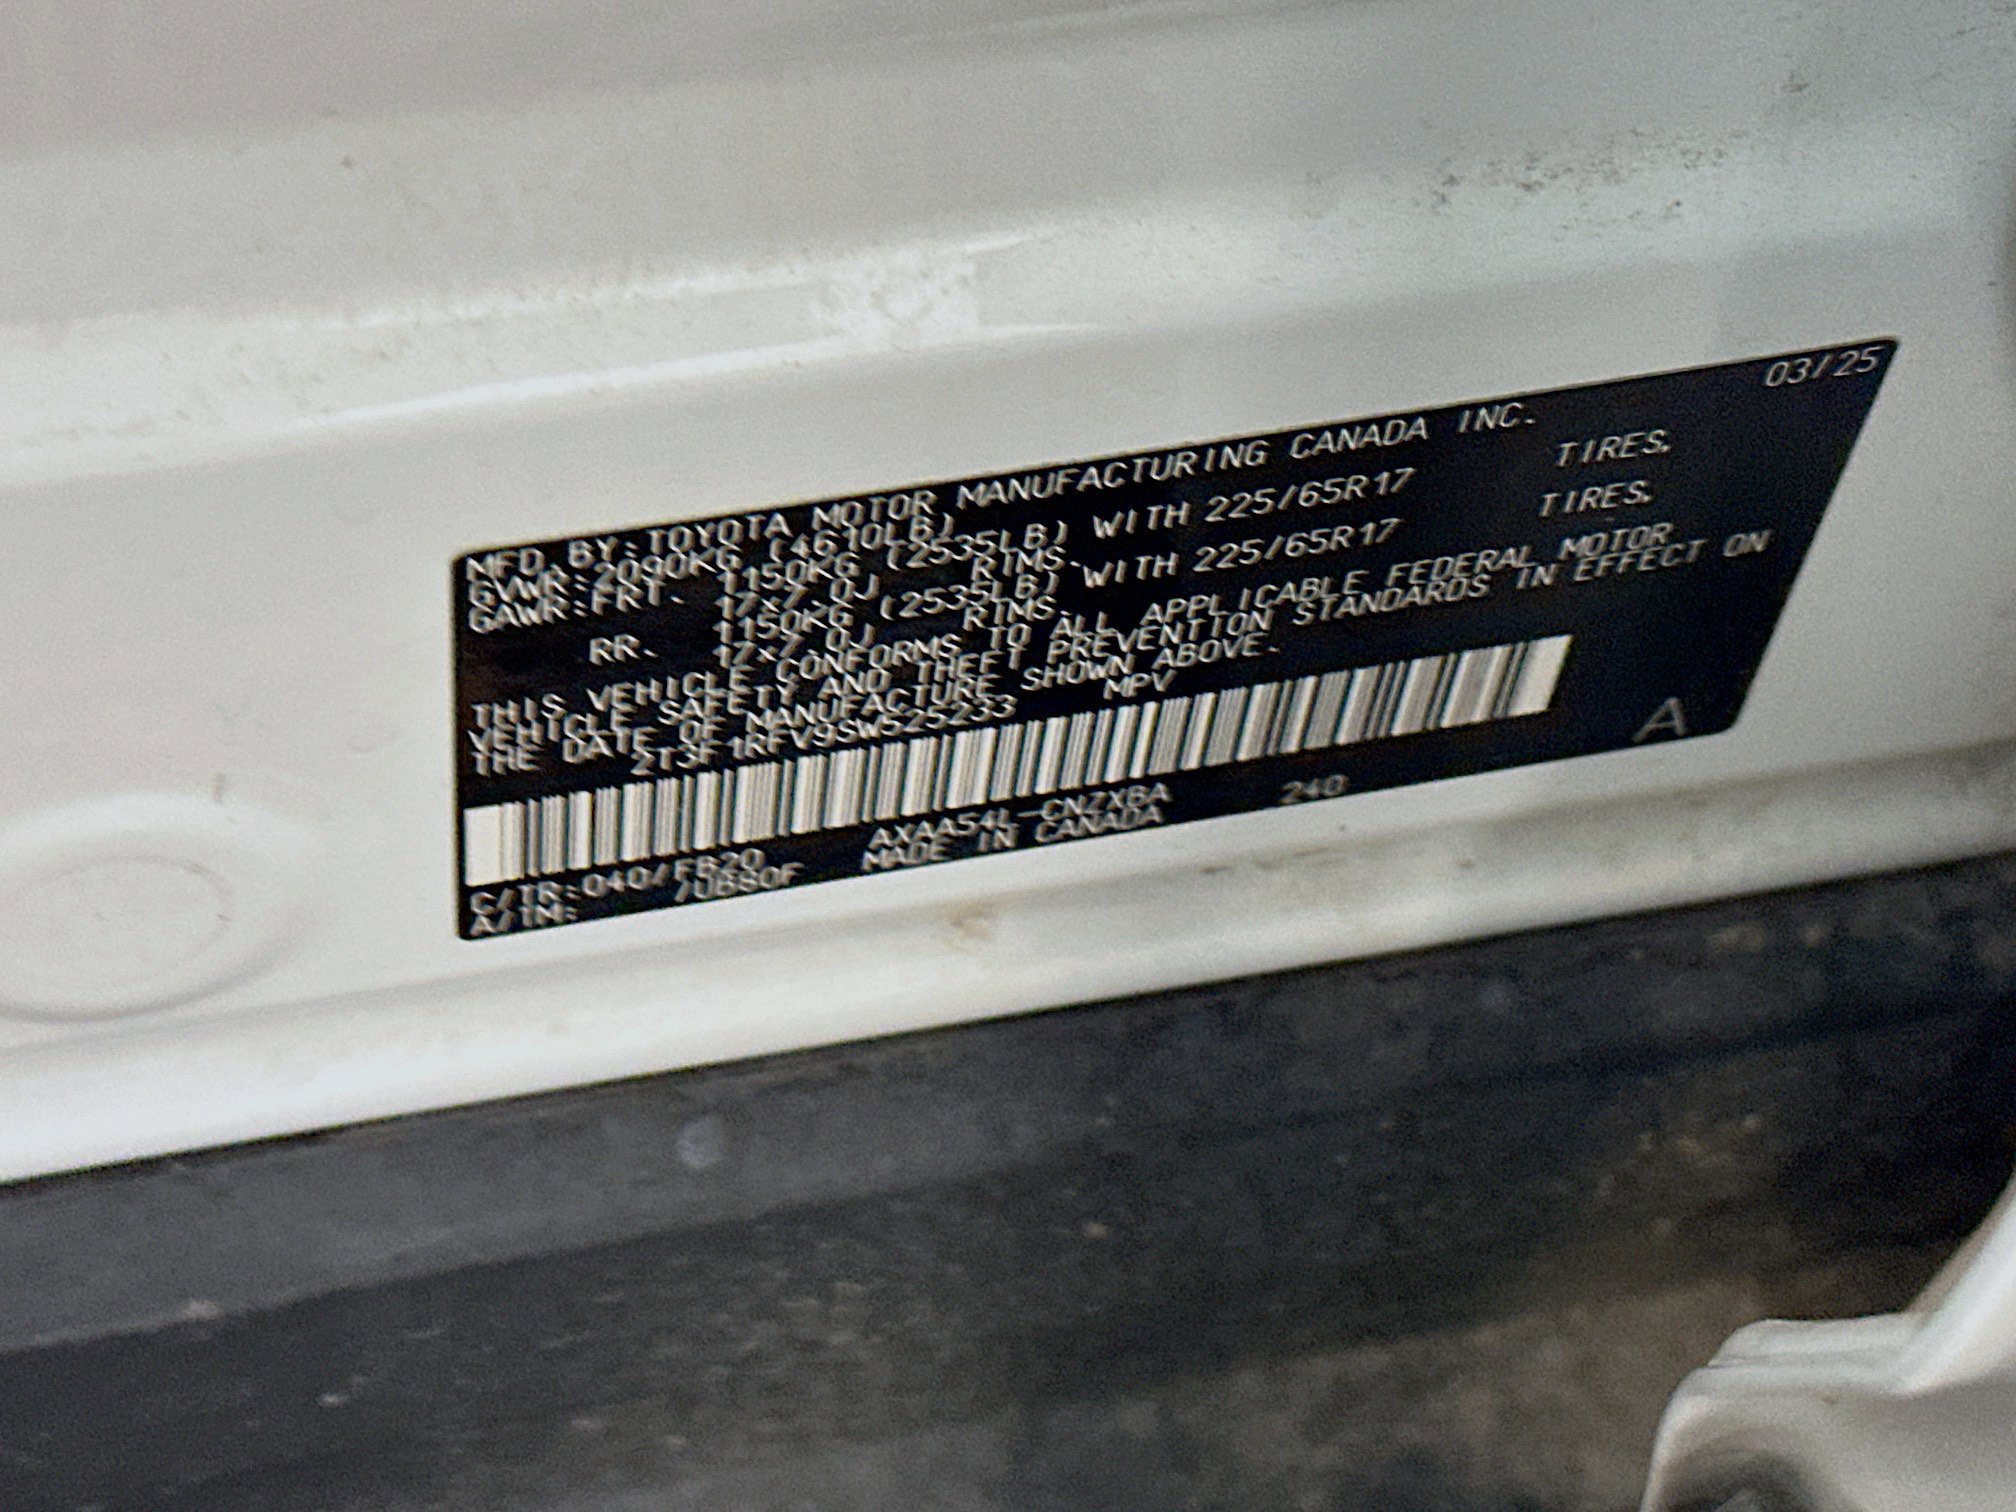 03/25
MFD. BY: TOYOTA MOTOR MANUFACTURING CANADA INC.
GVWR: 2090KG (4610LB)
GAWR: FRT. 1150KG (2535LB) WITH 225/65R17 TIRES,
17x7.0J RIMS.
RR. 1150KG (2535LB) WITH 225/65R17 TIRES,
17x7.0J RIMS.
THIS VEHICLE CONFORMS TO ALL APPLICABLE FEDERAL MOTOR
VEHICLE SAFETY AND THEFT PREVENTION STANDARDS IN EFFECT ON
THE DATE OF MANUFACTURE SHOWN ABOVE.
2T3F1RFV9SW525233 MPV
C/TR: 040/FB20 AXAA54L-CNZXBA 240
A/TM: /UB80F MADE IN CANADA
A